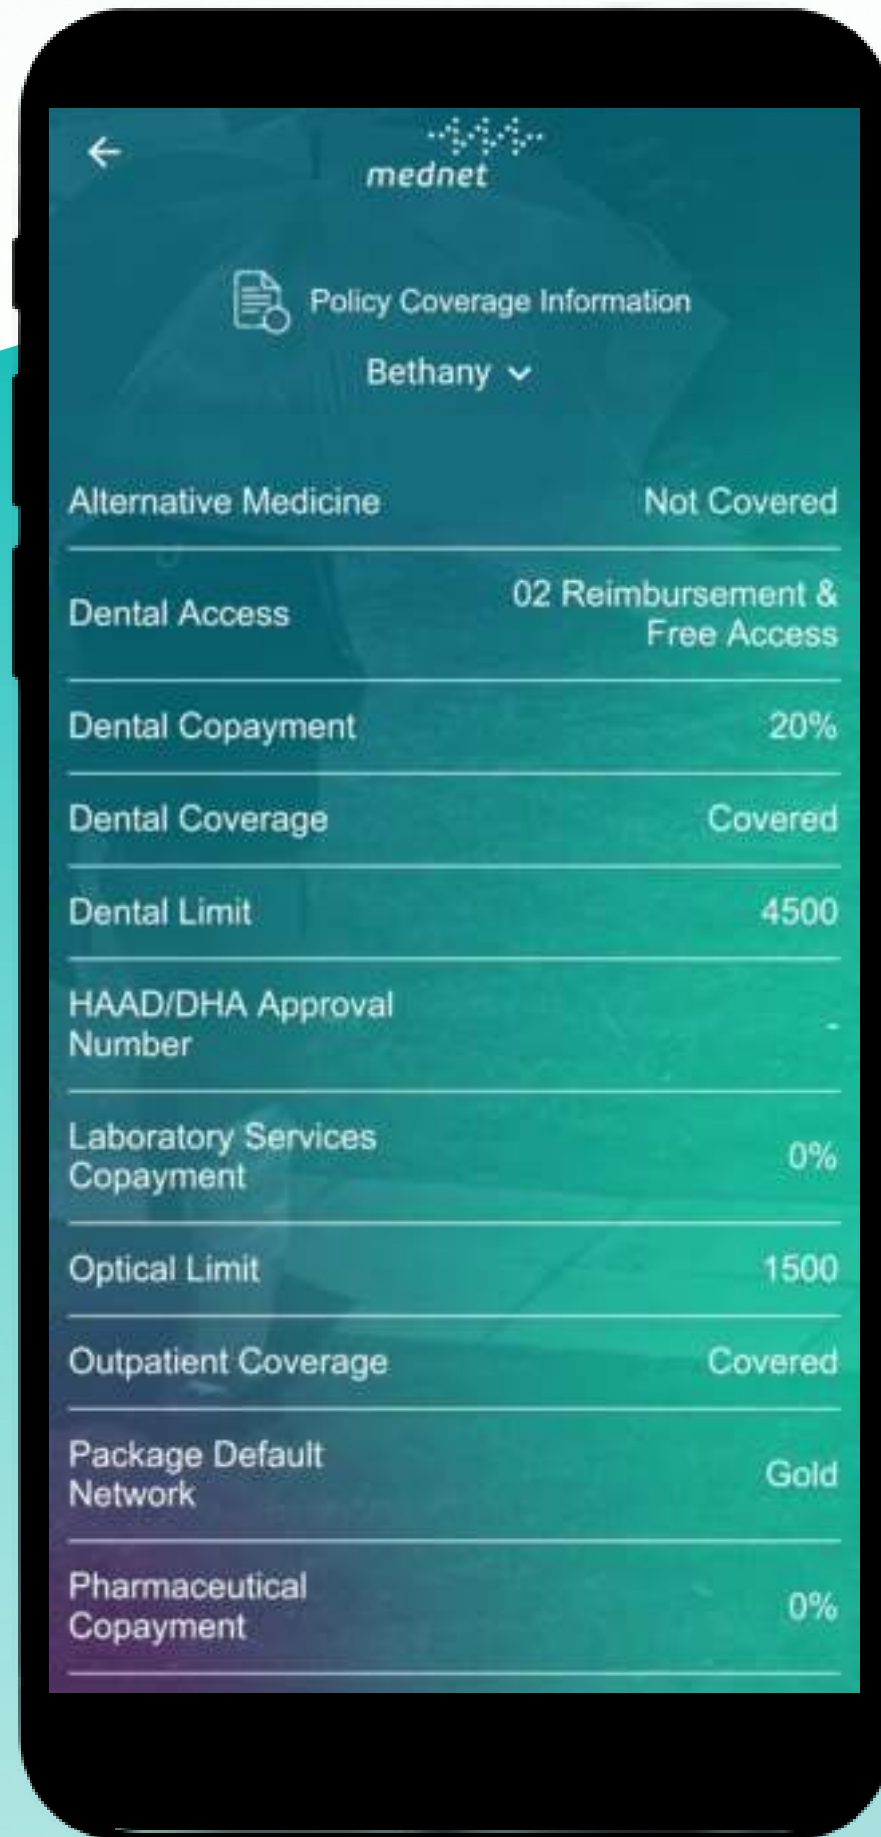 mednet
Policy Coverage Information
Bethany
Alternative Medicine Not Covered
Dental Access 02 Reimbursement &
Free Access
Dental Copayment 20%
Dental Coverage Covered
Dental Limit 4500
HAAD/DHA Approval
Number -
Laboratory Services
Copayment 0%
Optical Limit 1500
Outpatient Coverage Covered
Package Default
Network Gold
Pharmaceutical
Copayment 0%